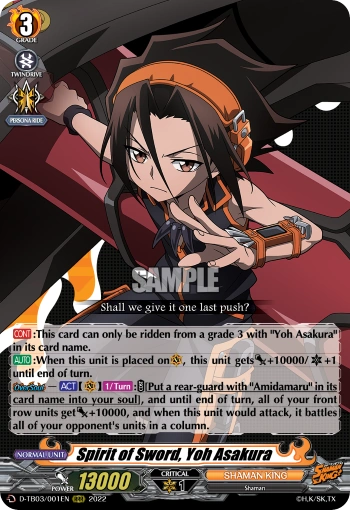 3
GRADE
TWINDRIVE
PERSONA RIDE
SAMPLE
Shall we give it one last push?
CONT :This card can only be ridden from a grade 3 with "Yoh Asakura"
in its card name.
AUTO :When this unit is placed on , this unit gets +10000/ +1
until end of turn.
OverSoul — ACT [ 1/Turn]: [Put a rear-guard with "Amidamaru" in its
card name into your soul], and until end of turn, all of your front
row units get +10000, and when this unit would attack, it battles
all of your opponent's units in a column.
NORMAL UNIT Spirit of Sword, Yoh Asakura
POWER 13000 CRITICAL 1 SHAMAN KING
Shaman
SHAMAN KING
D-TB03/001EN RRR 2022 ©H,K/SK,TX